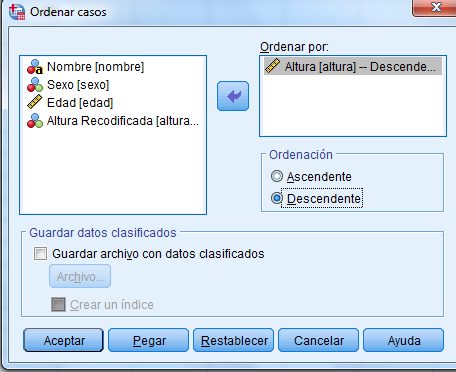 Ordenar casos
Nombre [nombre]
Sexo [sexo]
Edad [edad]
Altura Recodificada [altura...
Ordenar por:
Altura [altura] -- Descende...
Ordenación
Ascendente
Descendente
Guardar datos clasificados
Guardar archivo con datos clasificados
Archivo...
Crear un índice
Aceptar
Pegar
Restablecer
Cancelar
Ayuda